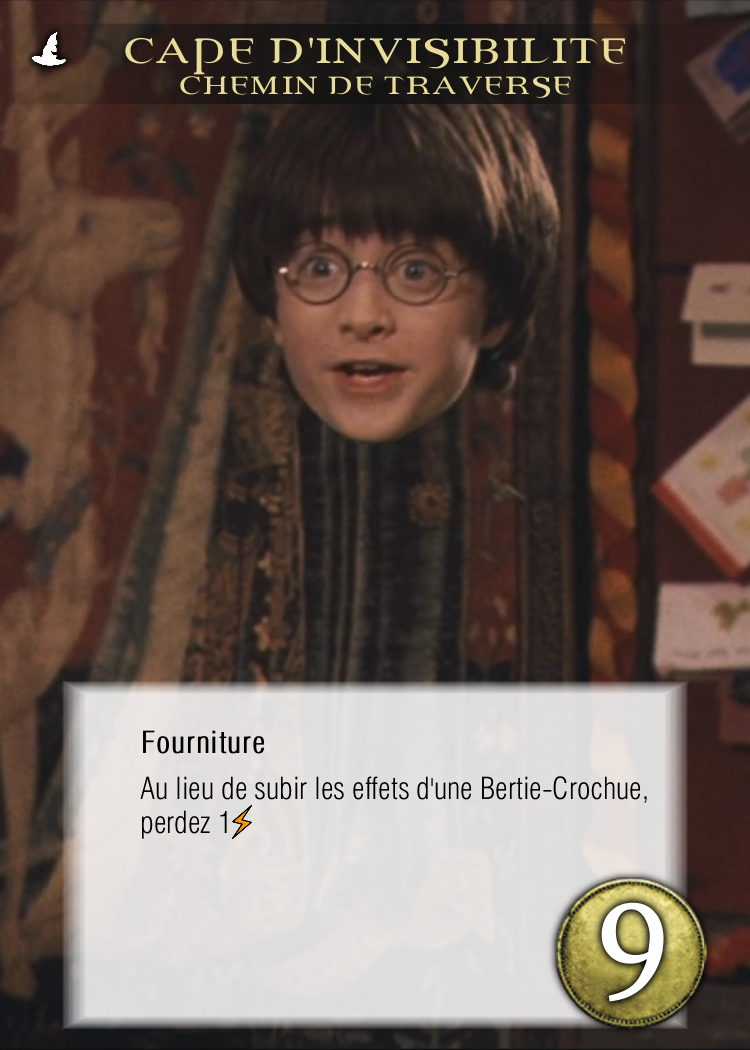 CAPE D'INVISIBILITE
CHEMIN DE TRAVERSE
Fourniture
Au lieu de subir les effets d'une Bertie-Crochue,
perdez 1
9